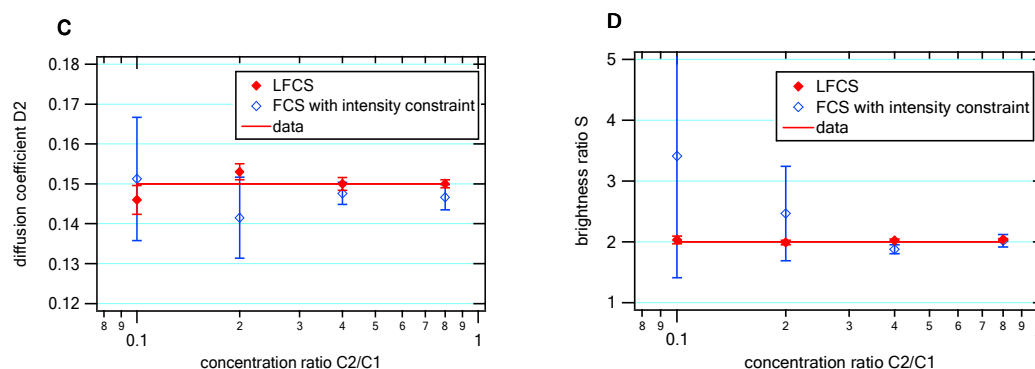 C
diffusion coefficient D2
0.18
0.17
0.16
0.15
0.14
0.13
0.12
LFCS
FCS with intensity constraint
data
8 9 2 3 4 5 6 7 8 9
0.1 1
concentration ratio C2/C1
D
brightness ratio S
5
4
3
2
1
LFCS
FCS with intensity constraint
data
8 9 2 3 4 5 6 7 8 9
0.1
concentration ratio C2/C1